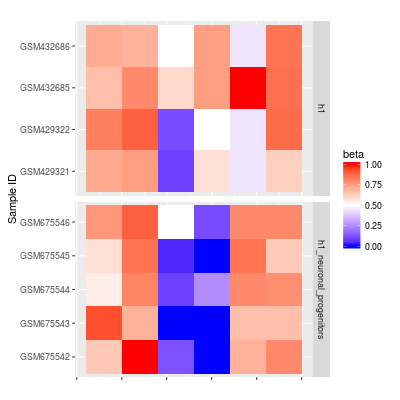 GSM432686
GSM432685
GSM429322
GSM429321
h1
GSM675546
GSM675545
GSM675544
GSM675543
GSM675542
h1_neuronal_progenitors
Sample ID
beta
1.00
0.75
0.50
0.25
0.00